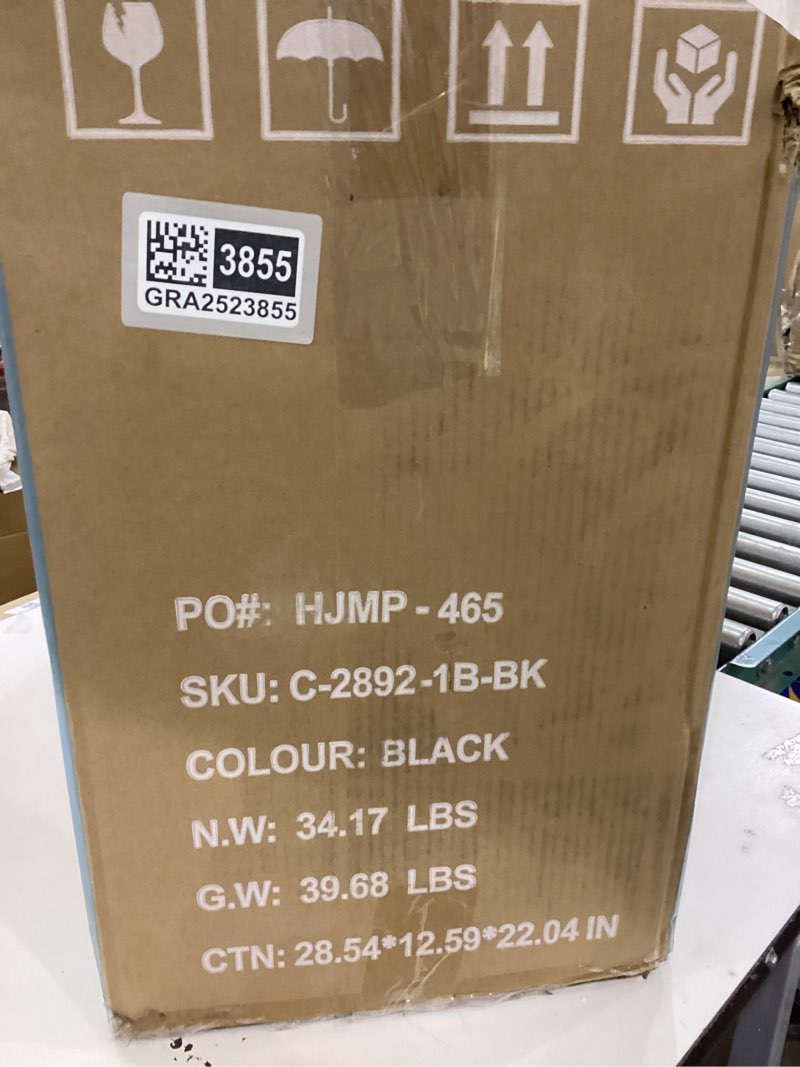 3855
GRA2523855
PO#: HJMP - 465
SKU: C-2892-1B-BK
COLOUR: BLACK
N.W: 34.17 LBS
G.W: 39.68 LBS
CTN: 28.54*12.59*22.04 IN